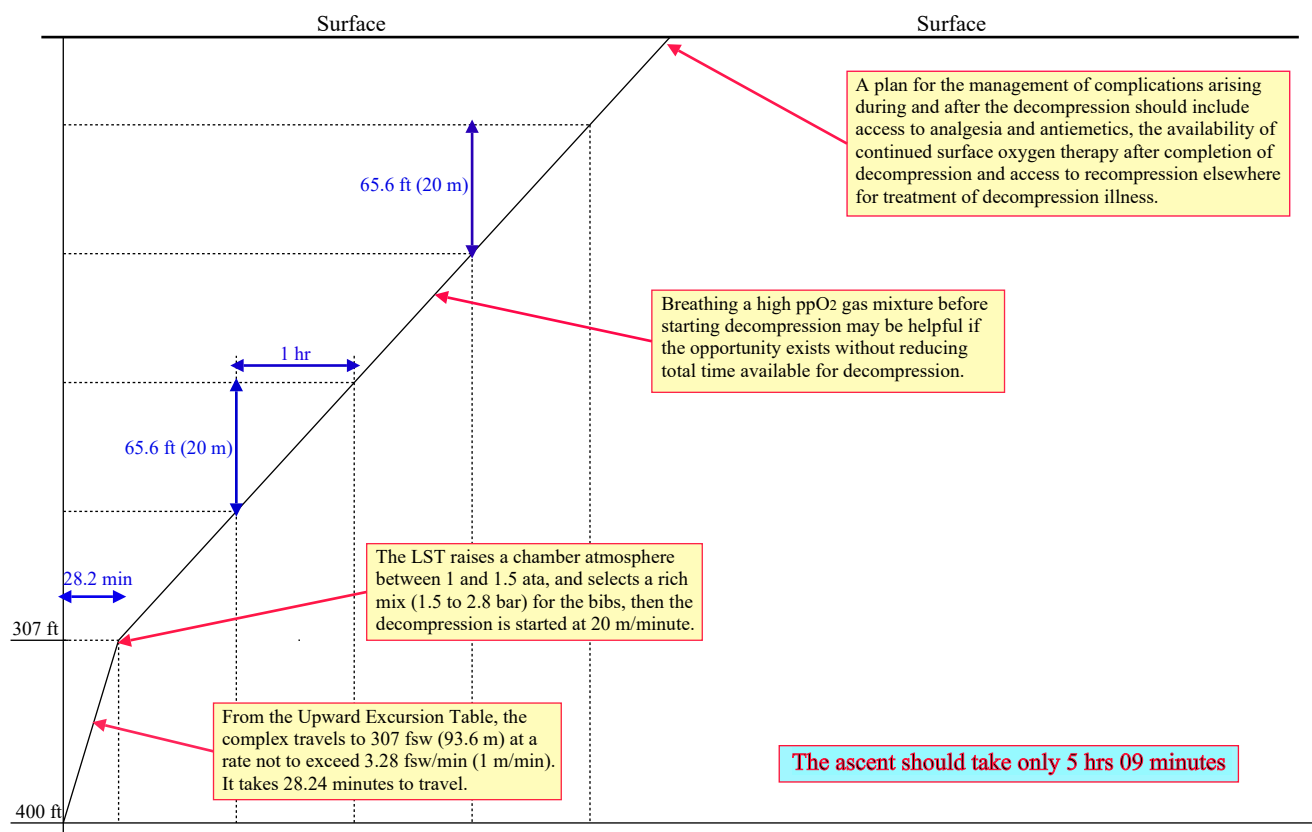 Surface
Surface
A plan for the management of complications arising
during and after the decompression should include
access to analgesia and antiemetics, the availability of
continued surface oxygen therapy after completion of
decompression and access to recompression elsewhere
for treatment of decompression illness.
65.6 ft (20 m)
Breathing a high ppO2 gas mixture before
starting decompression may be helpful if
the opportunity exists without reducing
total time available for decompression.
1 hr
65.6 ft (20 m)
The LST raises a chamber atmosphere
between 1 and 1.5 ata, and selects a rich
mix (1.5 to 2.8 bar) for the bibs, then the
decompression is started at 20 m/minute.
28.2 min
307 ft
From the Upward Excursion Table, the
complex travels to 307 fsw (93.6 m) at a
rate not to exceed 3.28 fsw/min (1 m/min).
It takes 28.24 minutes to travel.
The ascent should take only 5 hrs 09 minutes
400 ft